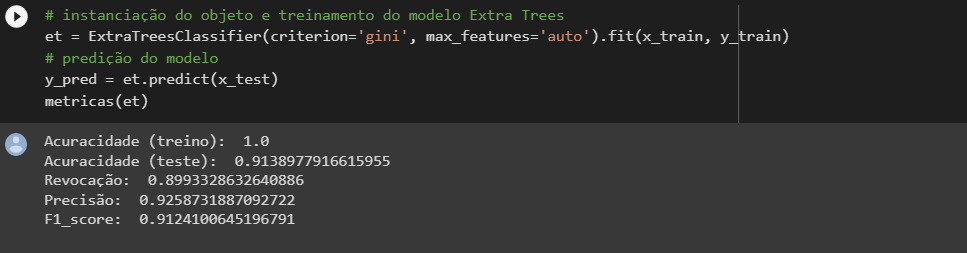 # instanciação do objeto e treinamento do modelo Extra Trees
et = ExtraTreesClassifier(criterion='gini', max_features='auto').fit(x_train, y_train)
# predição do modelo
y_pred = et.predict(x_test)
metricas(et)
Acuracidade (treino):  1.0
Acuracidade (teste):  0.9138977916615955
Revocação:  0.8993328632640886
Precisão:  0.9258731887092722
F1_score:  0.9124100645196791